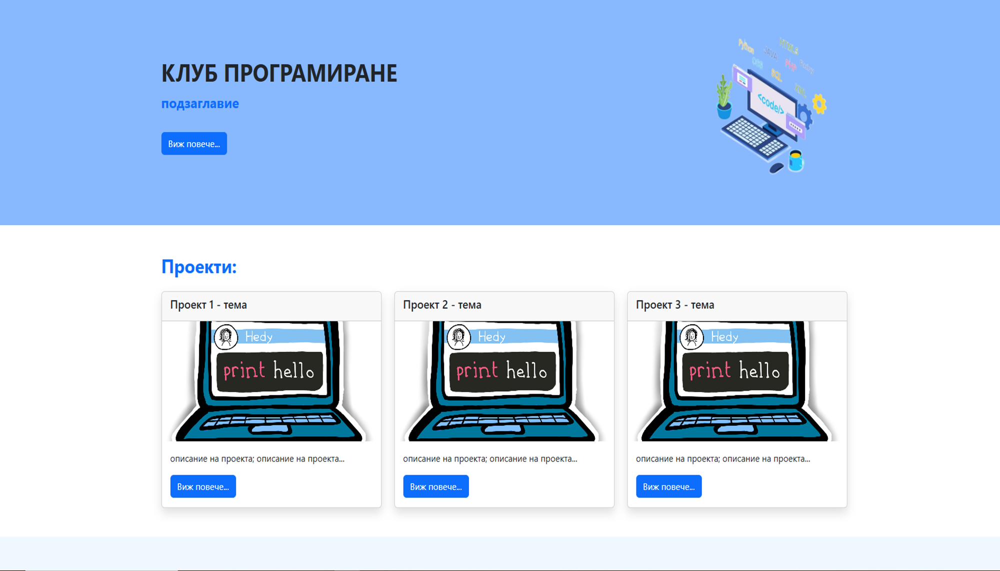 КЛУБ ПРОГРАМИРАНЕ
подзаглавие
Виж повече...
Python
JAVA
HTML5
CSS
PHP
Ruby
SQL
XML
<code/>
Проекти:
Проект 1 - тема
Hedy
print hello
описание на проекта; описание на проекта...
Виж повече...
Проект 2 - тема
Hedy
print hello
описание на проекта; описание на проекта...
Виж повече...
Проект 3 - тема
Hedy
print hello
описание на проекта; описание на проекта...
Виж повече...